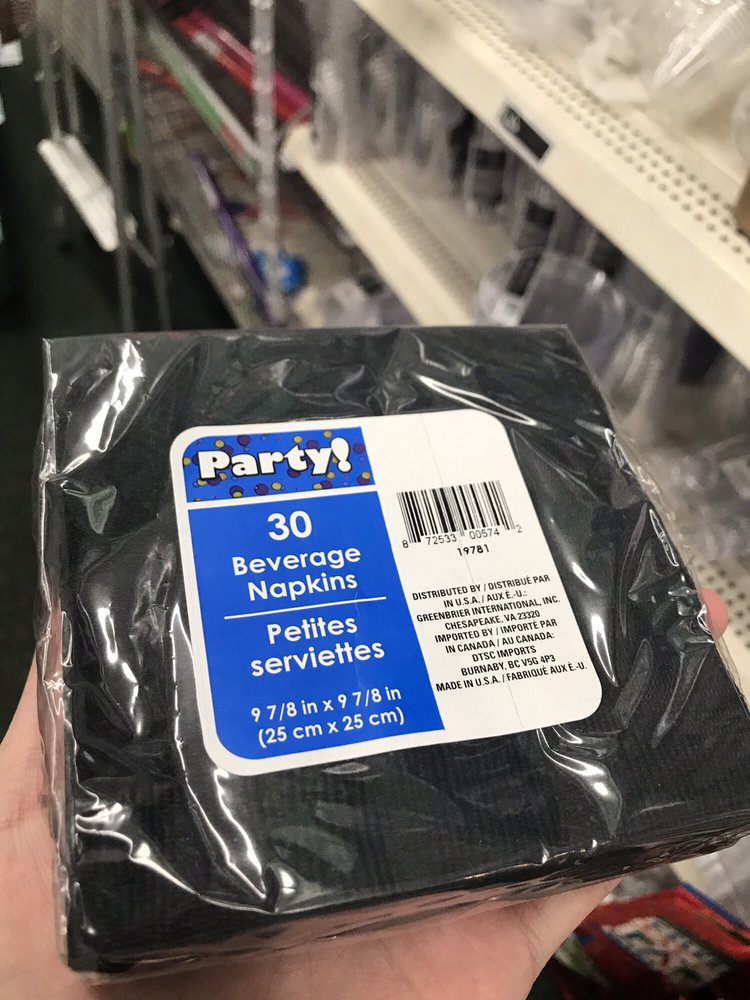 Party!
30
Beverage
Napkins
Petites
serviettes
9 7/8 in x 9 7/8 in
(25 cm x 25 cm)
8 72533 00574 2
19781
DISTRIBUTED BY / DISTRIBUÉ PAR
IN U.S.A. / AUX É.-U.:
GREENBRIER INTERNATIONAL, INC.
CHESAPEAKE, VA 23320
IMPORTED BY / IMPORTÉ PAR
IN CANADA / AU CANADA:
DTSC IMPORTS
BURNABY, BC V5G 4P3
MADE IN U.S.A. / FABRIQUÉ AUX É.-U.